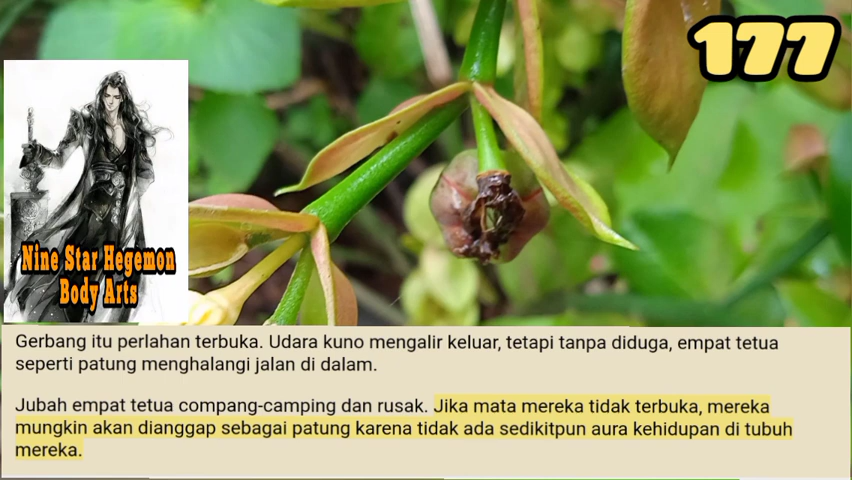 177
Nine Star Hegemon
Body Arts
Gerbang itu perlahan terbuka. Udara kuno mengalir keluar, tetapi tanpa diduga, empat tetua
seperti patung menghalangi jalan di dalam.
Jubah empat tetua compang-camping dan rusak. Jika mata mereka tidak terbuka, mereka
mungkin akan dianggap sebagai patung karena tidak ada sedikitpun aura kehidupan di tubuh
mereka.